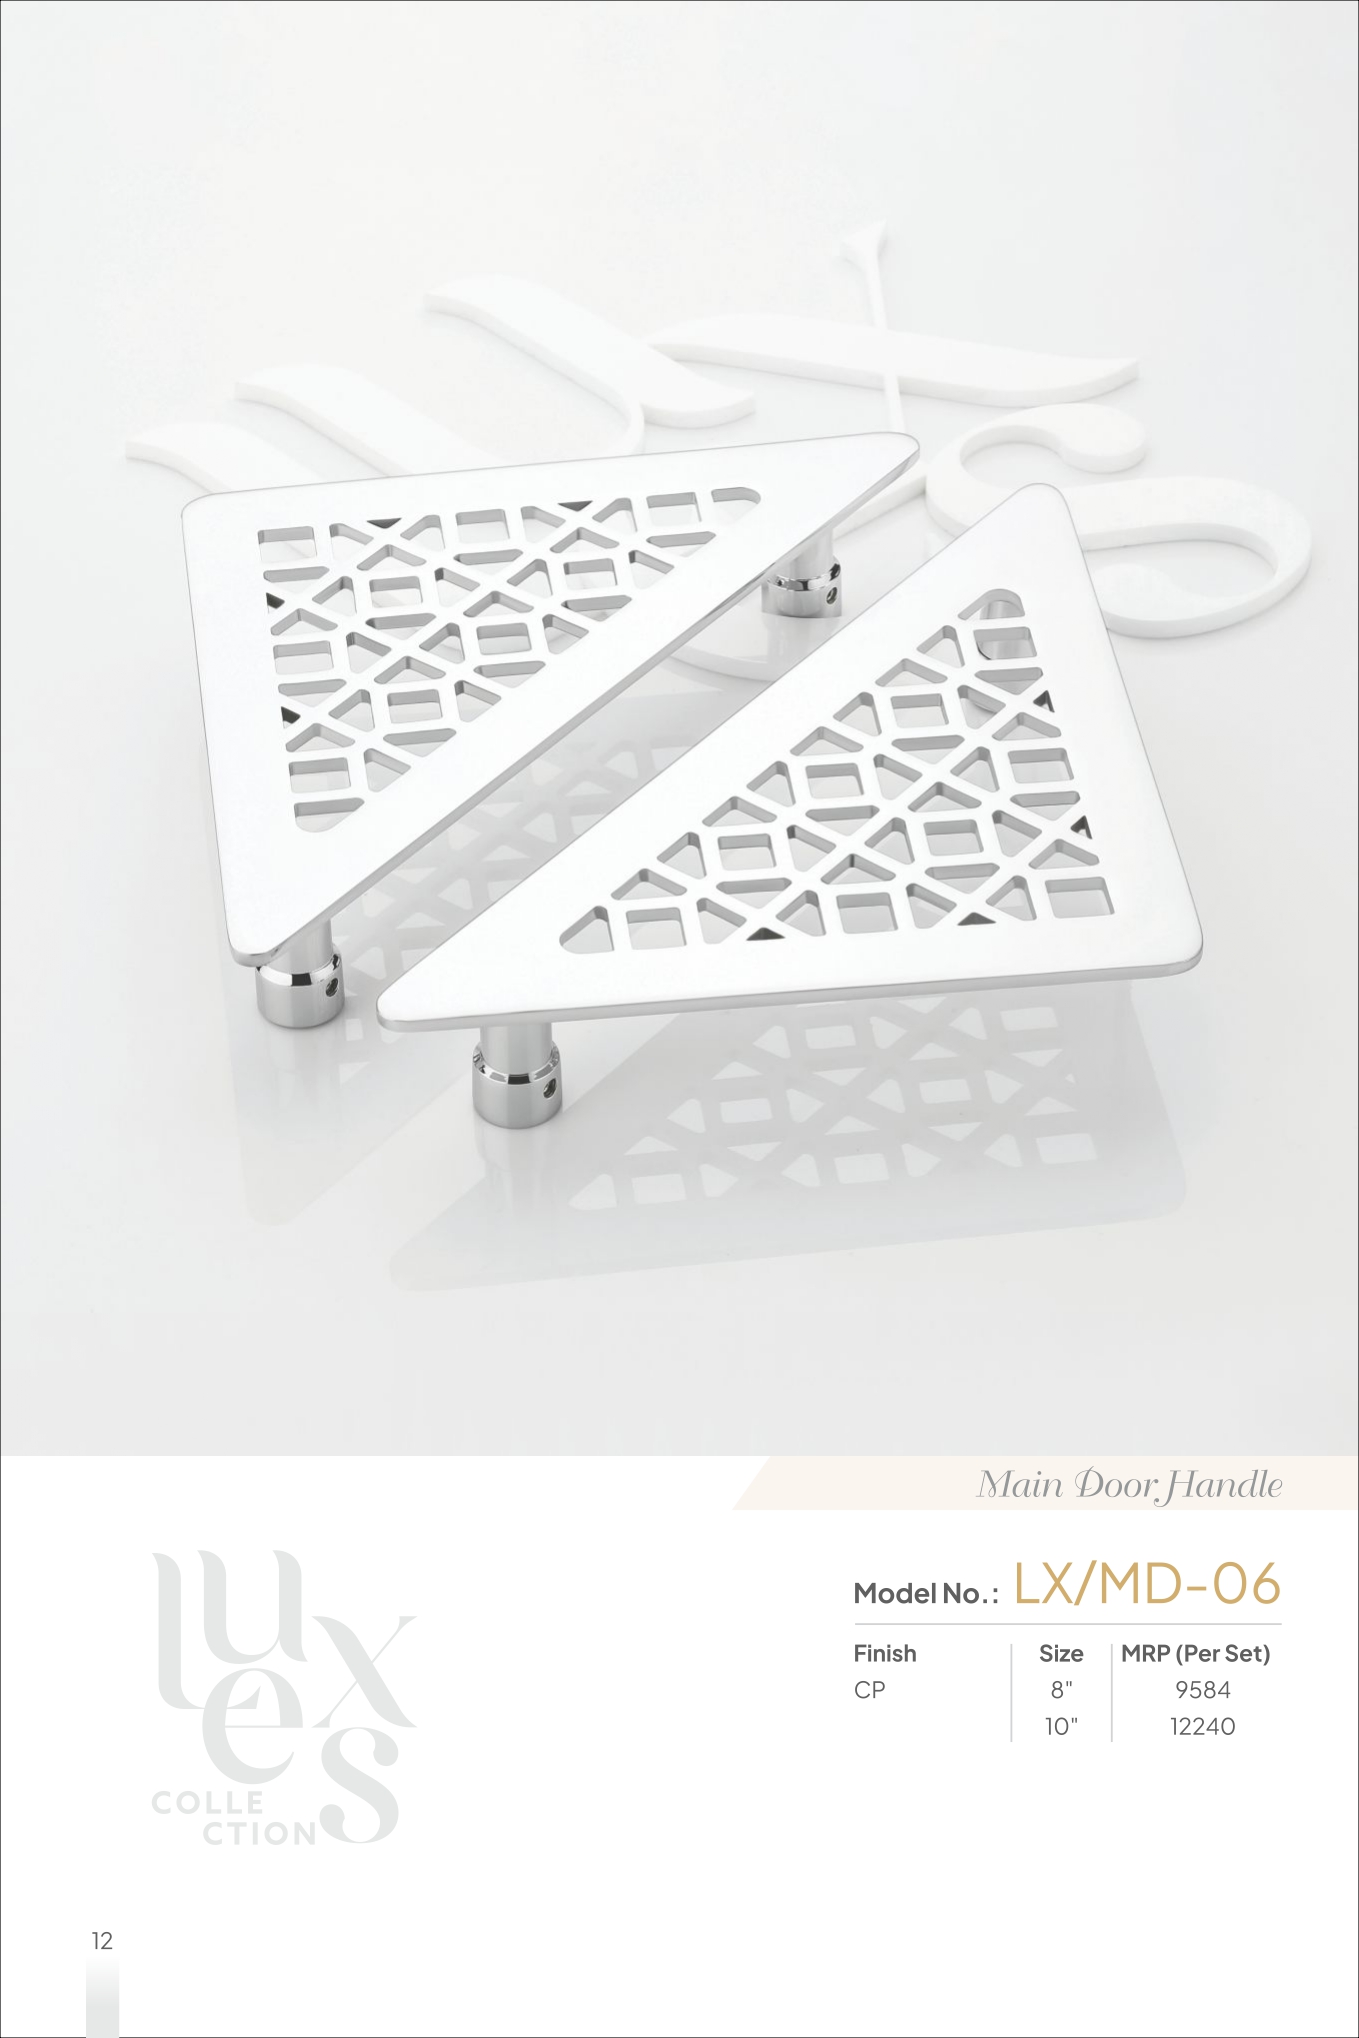 Main Door Handle
luxes
COLLE
CTION
Model No.: LX/MD-06
Finish Size MRP (Per Set)
CP 8" 9584
10" 12240
12